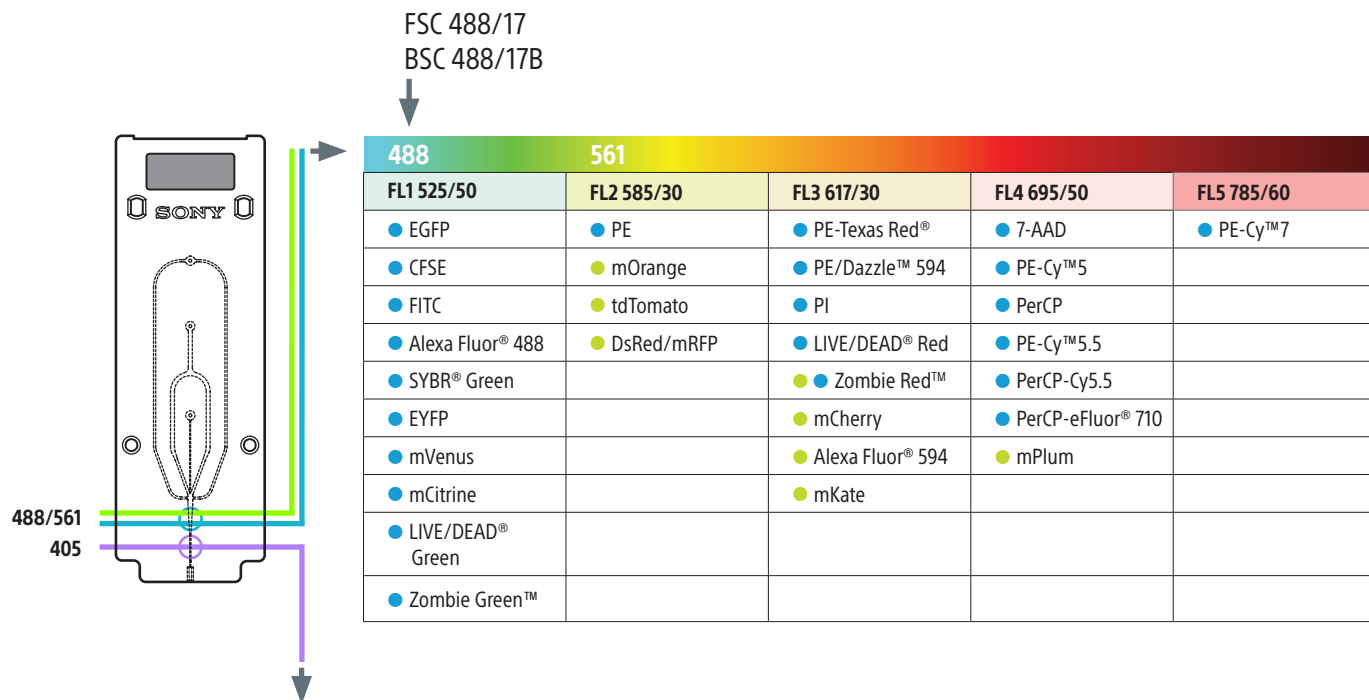 FSC 488/17
BSC 488/17B
488 561
FL1 525/50 FL2 585/30 FL3 617/30 FL4 695/50 FL5 785/60
SONY
EGFP PE PE-Texas Red® 7-AAD PE-Cy™7
CFSE mOrange PE/Dazzle™ 594 PE-Cy™5
FITC tdTomato PI PerCP
Alexa Fluor® 488 DsRed/mRFP LIVE/DEAD® Red PE-Cy™5.5
SYBR® Green Zombie Red™ PerCP-Cy5.5
EYFP mCherry PerCP-eFluor® 710
mVenus Alexa Fluor® 594 mPlum
mCitrine mKate
488/561
405
LIVE/DEAD®
Green
Zombie Green™